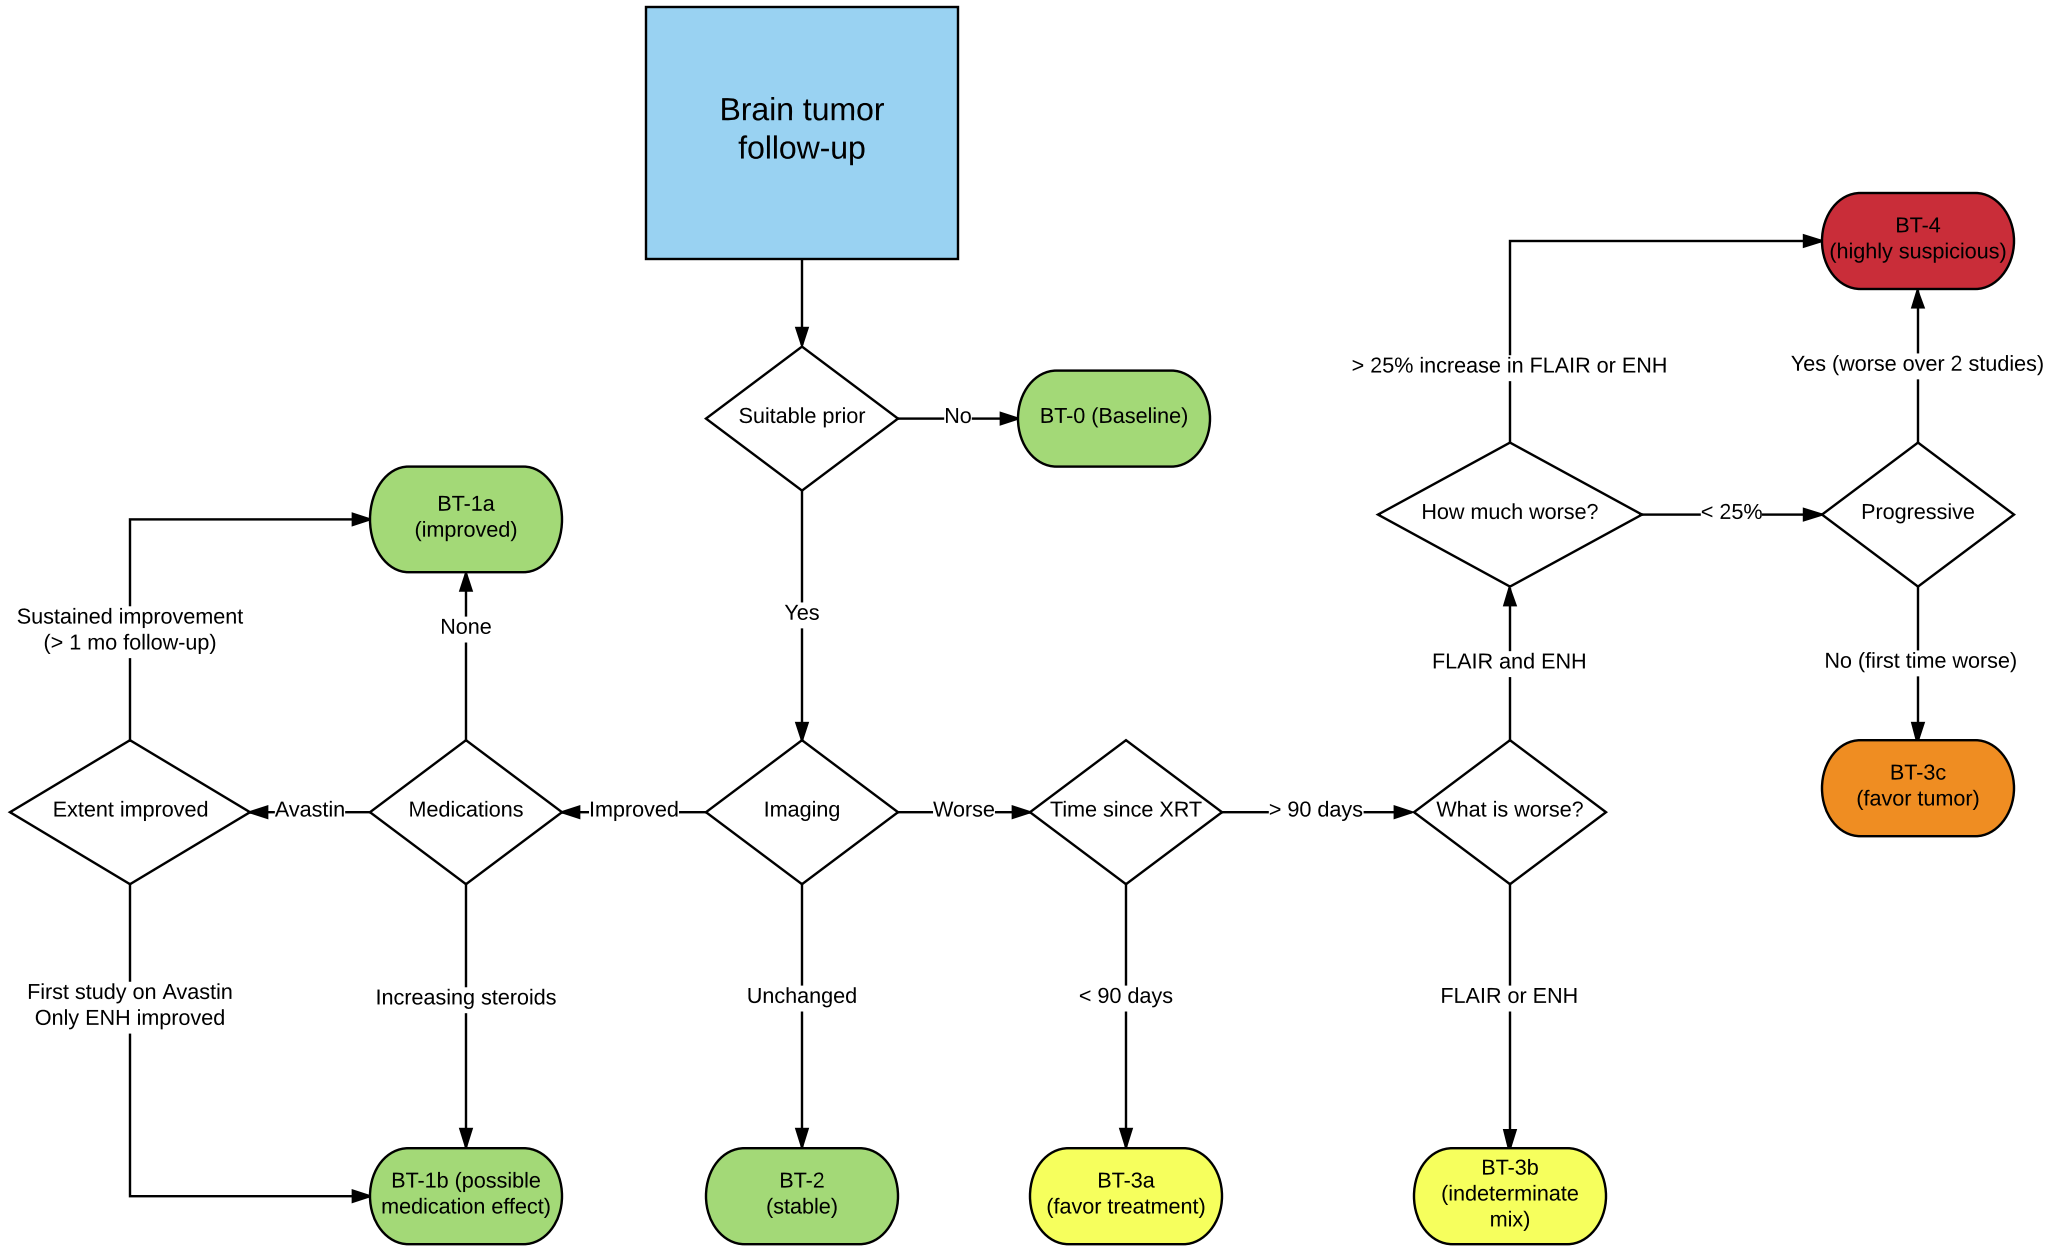 Brain tumor
follow-up
BT-4
(highly suspicious)
> 25% increase in FLAIR or ENH
Yes (worse over 2 studies)
Suitable prior
No
BT-0 (Baseline)
BT-1a
(improved)
How much worse?
< 25%
Progressive
Sustained improvement
(> 1 mo follow-up)
None
Yes
FLAIR and ENH
No (first time worse)
Extent improved
Avastin
Medications
Improved
Imaging
Worse
Time since XRT
> 90 days
What is worse?
BT-3c
(favor tumor)
First study on Avastin
Only ENH improved
Increasing steroids
Unchanged
< 90 days
FLAIR or ENH
BT-1b (possible
medication effect)
BT-2
(stable)
BT-3a
(favor treatment)
BT-3b
(indeterminate
mix)